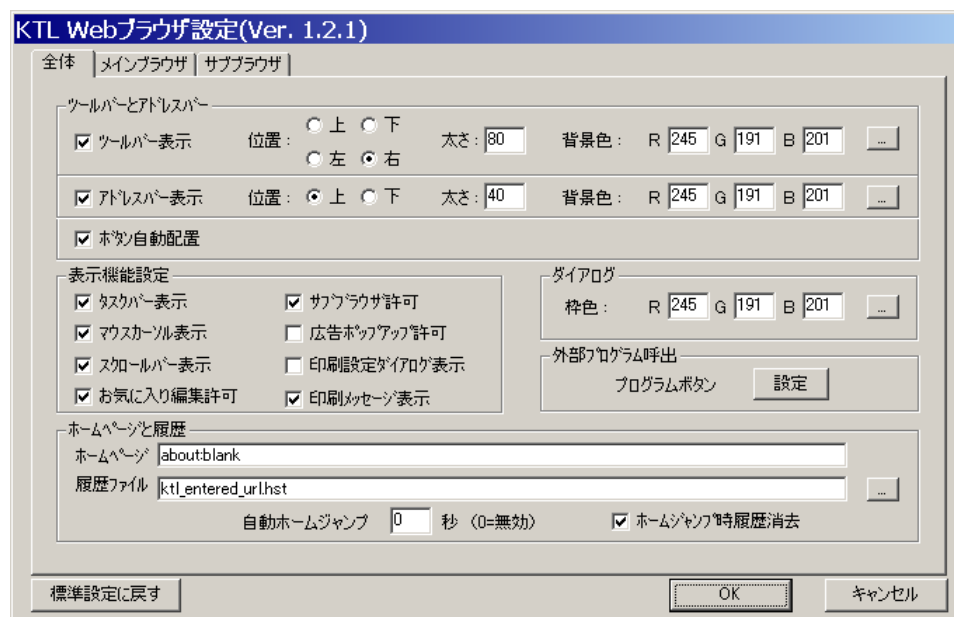 KTL Webブラウザ設定(Ver. 1.2.1)
全体 メインブラウザ サブブラウザ
ツールバーとアドレスバー
ツールバー表示 位置： 上 下 左 右 太さ： 80 背景色： R 245 G 191 B 201 ...
アドレスバー表示 位置： 上 下 太さ： 40 背景色： R 245 G 191 B 201 ...
ボタン自動配置
表示機能設定
タスクバー表示 サブブラウザ許可
マウスカーソル表示 広告ポップアップ許可
スクロールバー表示 印刷設定ダイアログ表示
お気に入り編集許可 印刷メッセージ表示
ダイアログ
枠色： R 245 G 191 B 201 ...
外部プログラム呼出
プログラムボタン 設定
ホームページと履歴
ホームページ about:blank
履歴ファイル ktl_entered_url.hst ...
自動ホームジャンプ 0 秒 (0=無効) ホームジャンプ時履歴消去
標準設定に戻す OK キャンセル